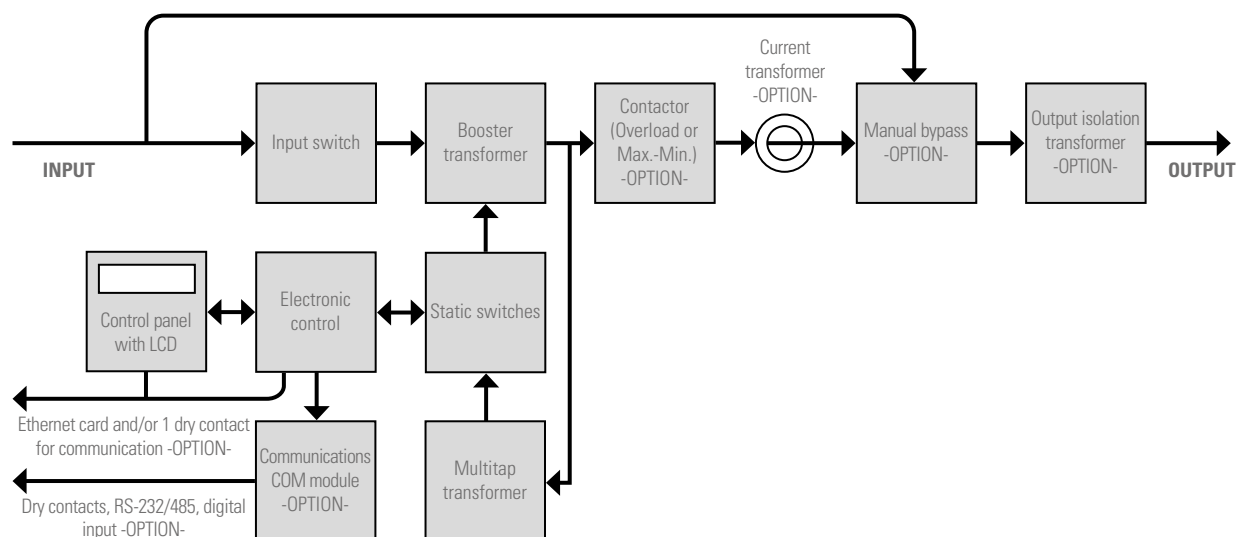 Current
transformer
-OPTION-
Input switch
Booster
transformer
Contactor
(Overload or
Max.-Min.)
-OPTION-
Manual bypass
-OPTION-
Output isolation
transformer
-OPTION-
INPUT
OUTPUT
Control panel
with LCD
Electronic
control
Static switches
Ethernet card and/or 1 dry contact
for communication -OPTION-
Communications
COM module
-OPTION-
Multitap
transformer
Dry contacts, RS-232/485, digital
input -OPTION-